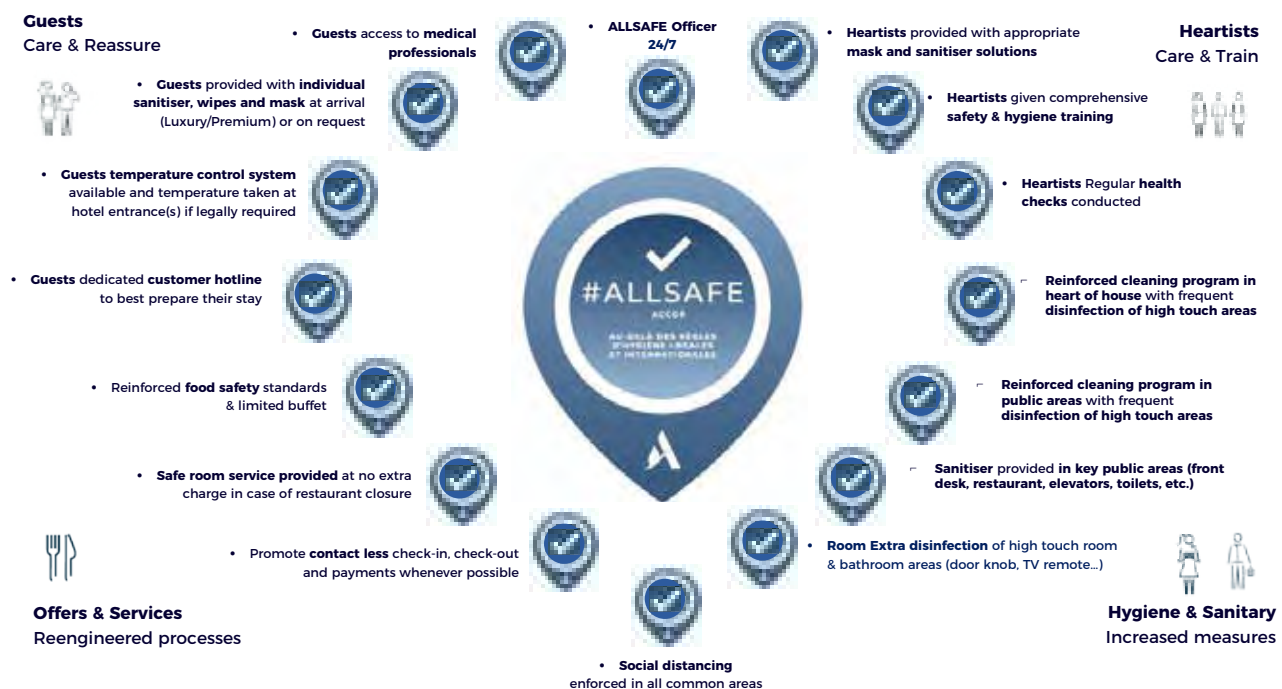 Guests
Care & Reassure
• Guests access to medical
professionals
• Guests provided with individual
sanitiser, wipes and mask at arrival
(Luxury/Premium) or on request
• Guests temperature control system
available and temperature taken at
hotel entrance(s) if legally required
• Guests dedicated customer hotline
to best prepare their stay
• Reinforced food safety standards
& limited buffet
• Safe room service provided at no extra
charge in case of restaurant closure
• Promote contact less check-in, check-out
and payments whenever possible
Offers & Services
Reengineered processes
• ALLSAFE Officer
24/7
#ALLSAFE
ACCOR
AU-DELÀ DES RÈGLES
D'HYGIÈNE LOCALES
ET INTERNATIONALES
• Social distancing
enforced in all common areas
Heartists
Care & Train
• Heartists provided with appropriate
mask and sanitiser solutions
• Heartists given comprehensive
safety & hygiene training
• Heartists Regular health
checks conducted
Reinforced cleaning program in
heart of house with frequent
disinfection of high touch areas
Reinforced cleaning program in
public areas with frequent
disinfection of high touch areas
Sanitiser provided in key public areas (front
desk, restaurant, elevators, toilets, etc.)
• Room Extra disinfection of high touch room
& bathroom areas (door knob, TV remote…)
Hygiene & Sanitary
Increased measures